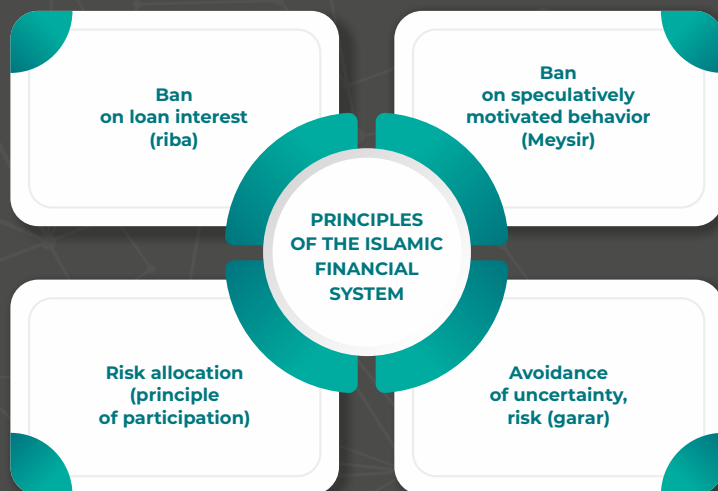 Ban
on loan interest
(riba)
Ban
on speculatively
motivated behavior
(Meysir)
PRINCIPLES
OF THE ISLAMIC
FINANCIAL
SYSTEM
Risk allocation
(principle
of participation)
Avoidance
of uncertainty,
risk (garar)